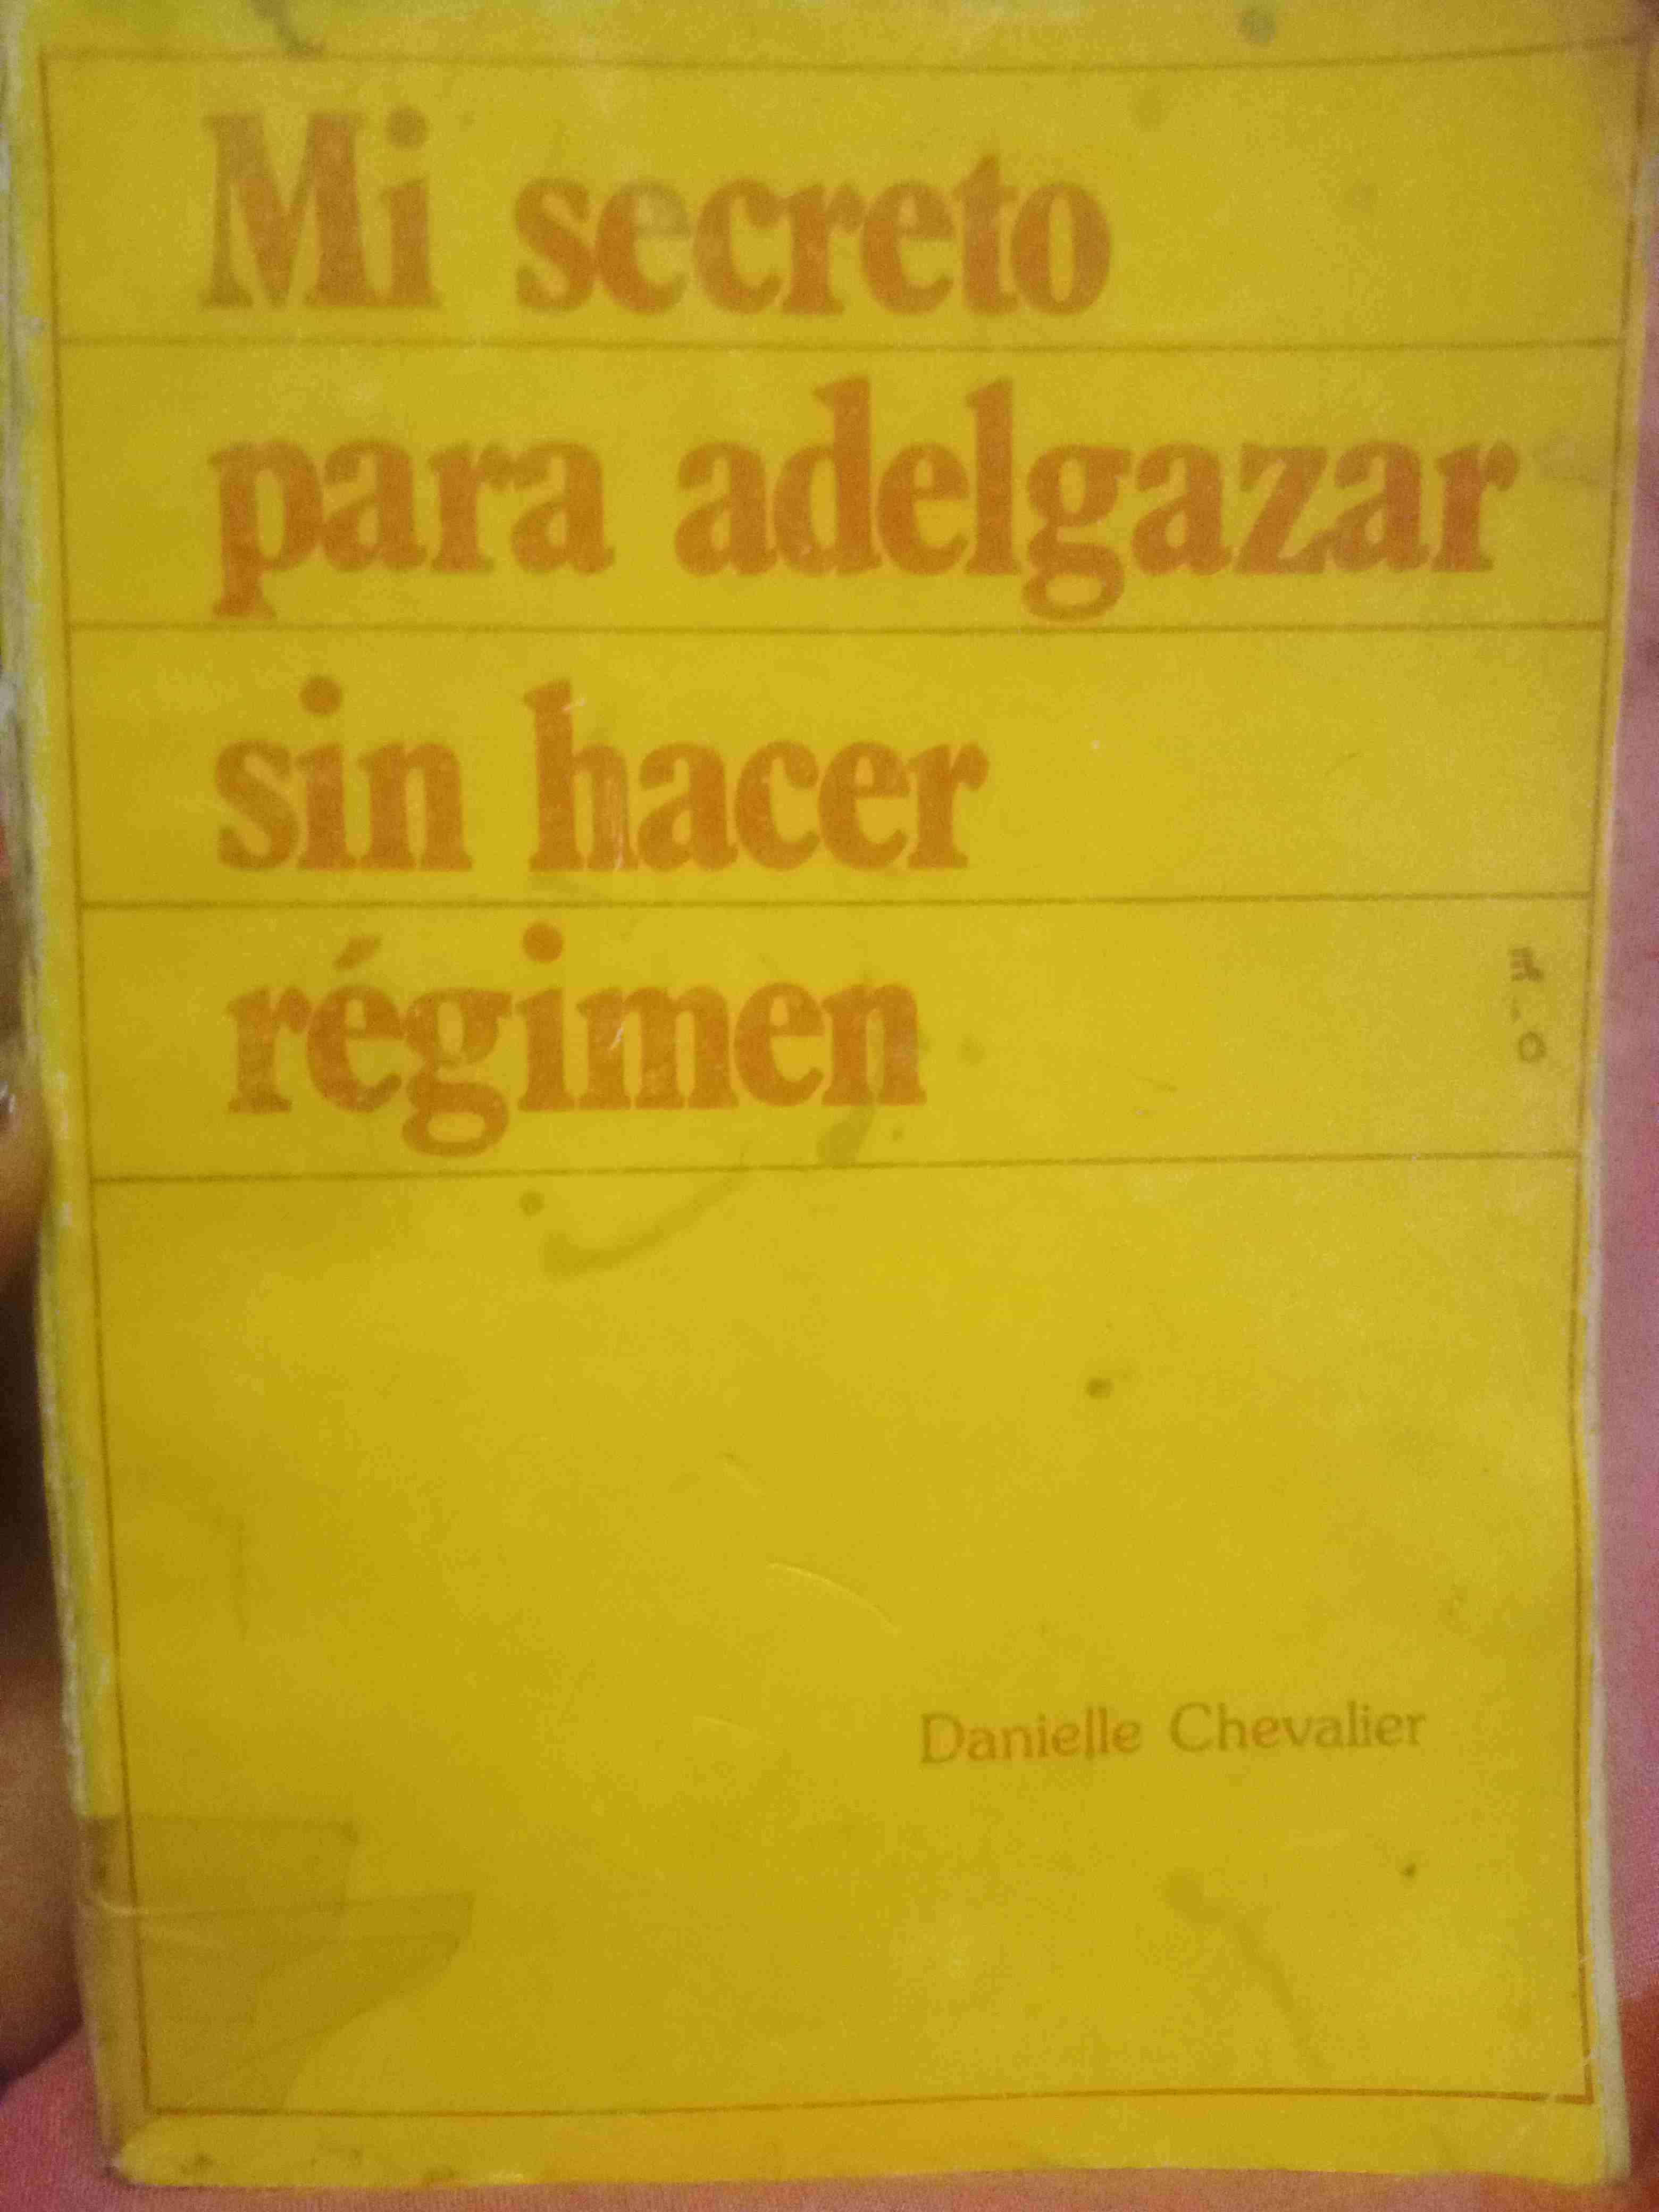 Mi secreto
para adelgazar
sin hacer
régimen
Danielle Chevalier